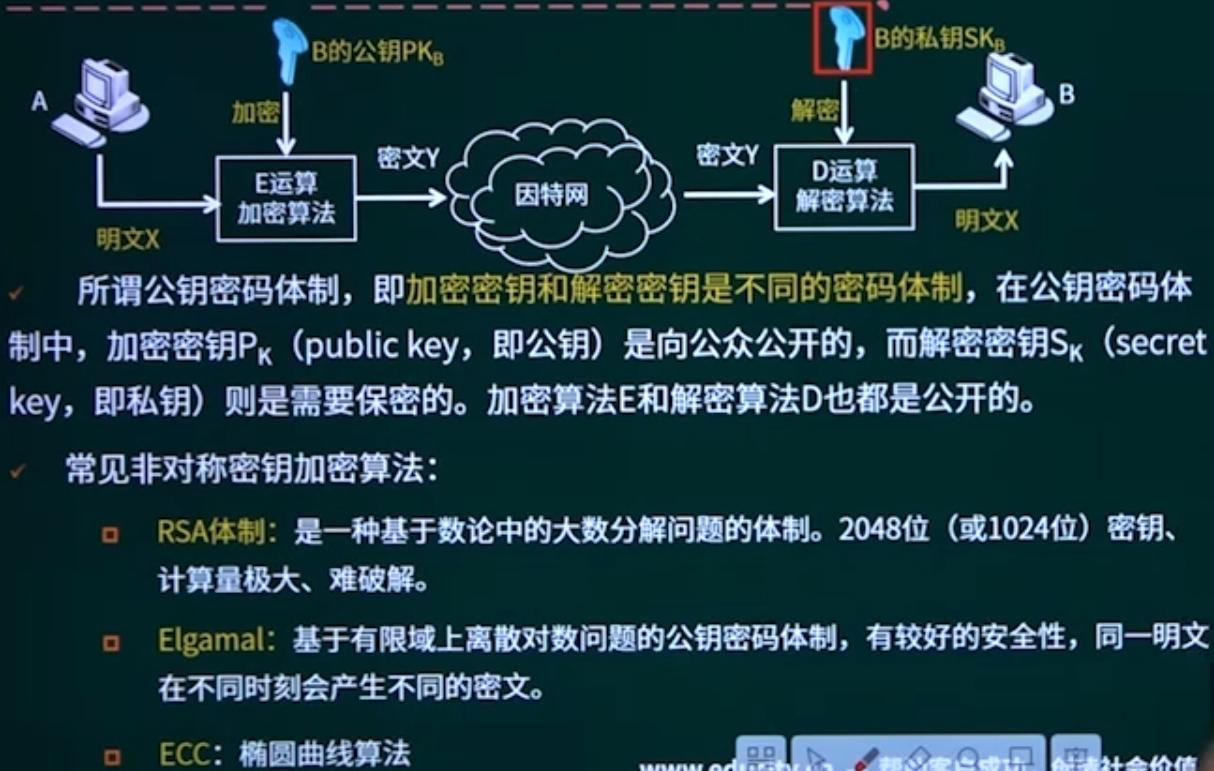 B的公钥PKB
B的私钥SKB
A
B
加密
解密
密文Y
密文Y
E运算
加密算法
因特网
D运算
解密算法
明文X
明文X
所谓公钥密码体制，即加密密钥和解密密钥是不同的密码体制，在公钥密码体
制中，加密密钥PK（public key，即公钥）是向公众公开的，而解密密钥SK（secret
key，即私钥）则是需要保密的。加密算法E和解密算法D也都是公开的。
常见非对称密钥加密算法：
RSA体制：是一种基于数论中的大数分解问题的体制。2048位（或1024位）密钥、
计算量极大、难破解。
Elgamal：基于有限域上离散对数问题的公钥密码体制，有较好的安全性，同一明文
在不同时刻会产生不同的密文。
ECC：椭圆曲线算法
社会价值